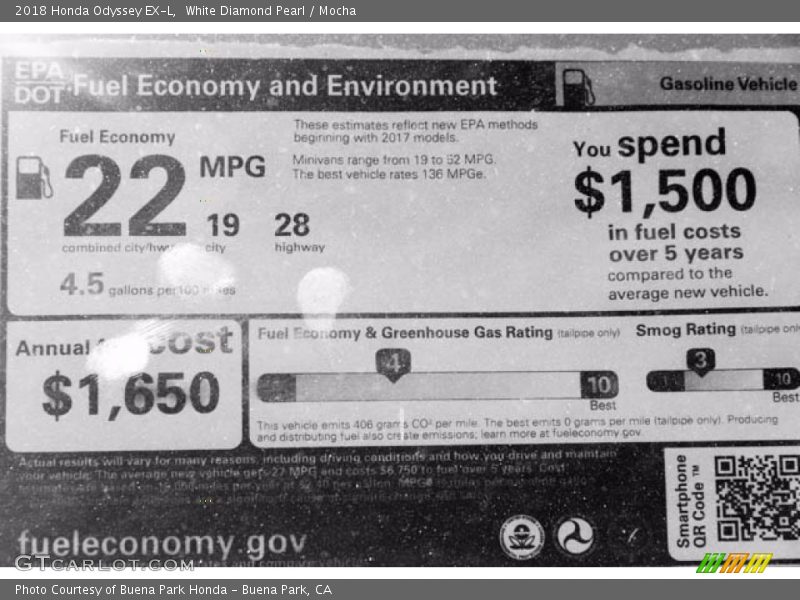 2018 Honda Odyssey EX-L, White Diamond Pearl / Mocha
EPA
DOT
Fuel Economy and Environment
Gasoline Vehicle
Fuel Economy
22 MPG
combined city/hwy
19
city
28
highway
4.5 gallons per 100 miles
These estimates reflect new EPA methods
beginning with 2017 models.
Minivans range from 19 to 52 MPG.
The best vehicle rates 136 MPGe.
You spend
$1,500
in fuel costs
over 5 years
compared to the
average new vehicle.
Annual cost
$1,650
Fuel Economy & Greenhouse Gas Rating (tailpipe only)
4
10
Best
Smog Rating (tailpipe only
3
10
Best
This vehicle emits 406 grams CO² per mile. The best emits 0 grams per mile (tailpipe only). Producing
and distributing fuel also create emissions; learn more at fueleconomy.gov.
Actual results will vary for many reasons, including driving conditions and how you drive and maintain
your vehicle. The average new vehicle gets 27 MPG and costs $6,750 to fuel over 5 years. Cost
fueleconomy.gov
Smartphone
QR Code™
GTCARLOT.COM
Photo Courtesy of Buena Park Honda - Buena Park, CA